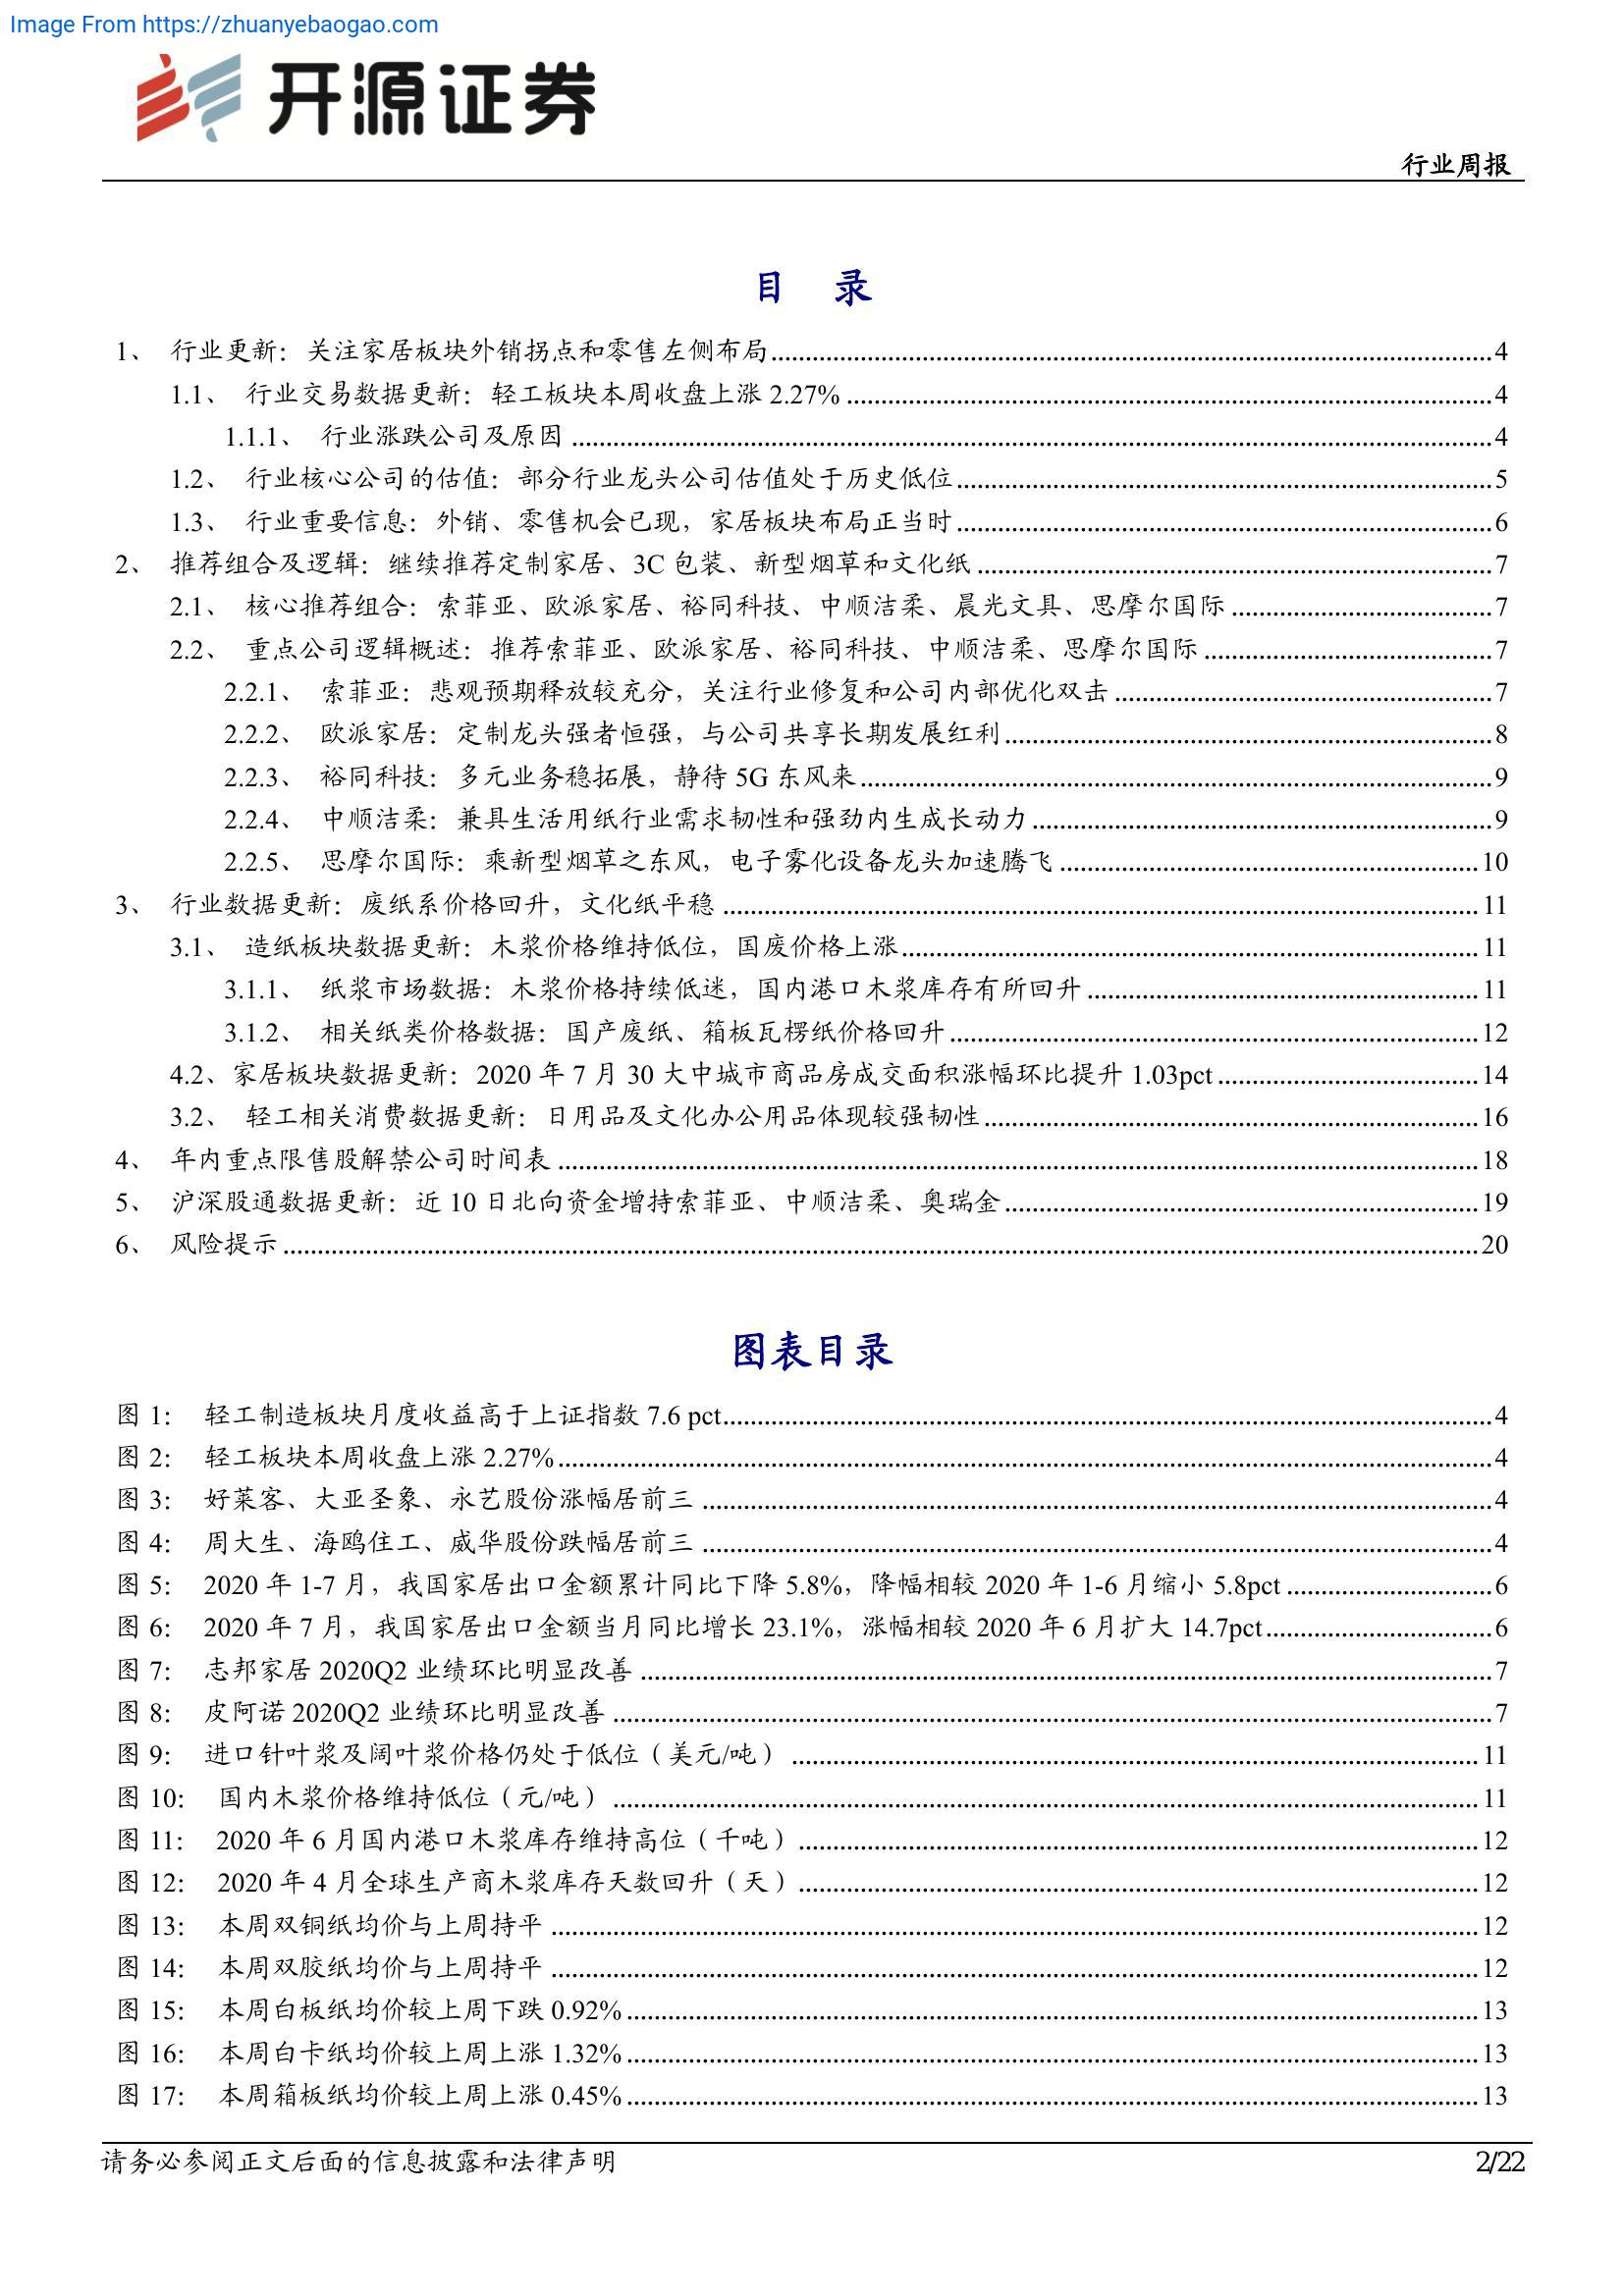 Image From https://zhuanyebaogao.com
开源证券
行业周报
目 录
1、 行业更新：关注家居板块外销拐点和零售左侧布局 4
1.1、 行业交易数据更新：轻工板块本周收盘上涨 2.27% 4
1.1.1、 行业涨跌公司及原因 4
1.2、 行业核心公司的估值：部分行业龙头公司估值处于历史低位 5
1.3、 行业重要信息：外销、零售机会已现，家居板块布局正当时 6
2、 推荐组合及逻辑：继续推荐定制家居、3C 包装、新型烟草和文化纸 7
2.1、 核心推荐组合：索菲亚、欧派家居、裕同科技、中顺洁柔、晨光文具、思摩尔国际 7
2.2、 重点公司逻辑概述：推荐索菲亚、欧派家居、裕同科技、中顺洁柔、思摩尔国际 7
2.2.1、 索菲亚：悲观预期释放较充分，关注行业修复和公司内部优化双击 7
2.2.2、 欧派家居：定制龙头强者恒强，与公司共享长期发展红利 8
2.2.3、 裕同科技：多元业务稳拓展，静待 5G 东风来 9
2.2.4、 中顺洁柔：兼具生活用纸行业需求韧性和强劲内生成长动力 9
2.2.5、 思摩尔国际：乘新型烟草之东风，电子雾化设备龙头加速腾飞 10
3、 行业数据更新：废纸系价格回升，文化纸平稳 11
3.1、 造纸板块数据更新：木浆价格维持低位，国废价格上涨 11
3.1.1、 纸浆市场数据：木浆价格持续低迷，国内港口木浆库存有所回升 11
3.1.2、 相关纸类价格数据：国产废纸、箱板瓦楞纸价格回升 12
4.2、家居板块数据更新：2020 年 7 月 30 大中城市商品房成交面积涨幅环比提升 1.03pct 14
3.2、 轻工相关消费数据更新：日用品及文化办公用品体现较强韧性 16
4、 年内重点限售股解禁公司时间表 18
5、 沪深股通数据更新：近 10 日北向资金增持索菲亚、中顺洁柔、奥瑞金 19
6、 风险提示 20
图表目录
图 1： 轻工制造板块月度收益高于上证指数 7.6 pct 4
图 2： 轻工板块本周收盘上涨 2.27% 4
图 3： 好莱客、大亚圣象、永艺股份涨幅居前三 4
图 4： 周大生、海鸥住工、威华股份跌幅居前三 4
图 5： 2020 年 1-7 月，我国家居出口金额累计同比下降 5.8%，降幅相较 2020 年 1-6 月缩小 5.8pct 6
图 6： 2020 年 7 月，我国家居出口金额当月同比增长 23.1%，涨幅相较 2020 年 6 月扩大 14.7pct 6
图 7： 志邦家居 2020Q2 业绩环比明显改善 7
图 8： 皮阿诺 2020Q2 业绩环比明显改善 7
图 9： 进口针叶浆及阔叶浆价格仍处于低位（美元/吨） 11
图 10： 国内木浆价格维持低位（元/吨） 11
图 11： 2020 年 6 月国内港口木浆库存维持高位（千吨） 12
图 12： 2020 年 4 月全球生产商木浆库存天数回升（天） 12
图 13： 本周双铜纸均价与上周持平 12
图 14： 本周双胶纸均价与上周持平 12
图 15： 本周白板纸均价较上周下跌 0.92% 13
图 16： 本周白卡纸均价较上周上涨 1.32% 13
图 17： 本周箱板纸均价较上周上涨 0.45% 13
请务必参阅正文后面的信息披露和法律声明 2/22